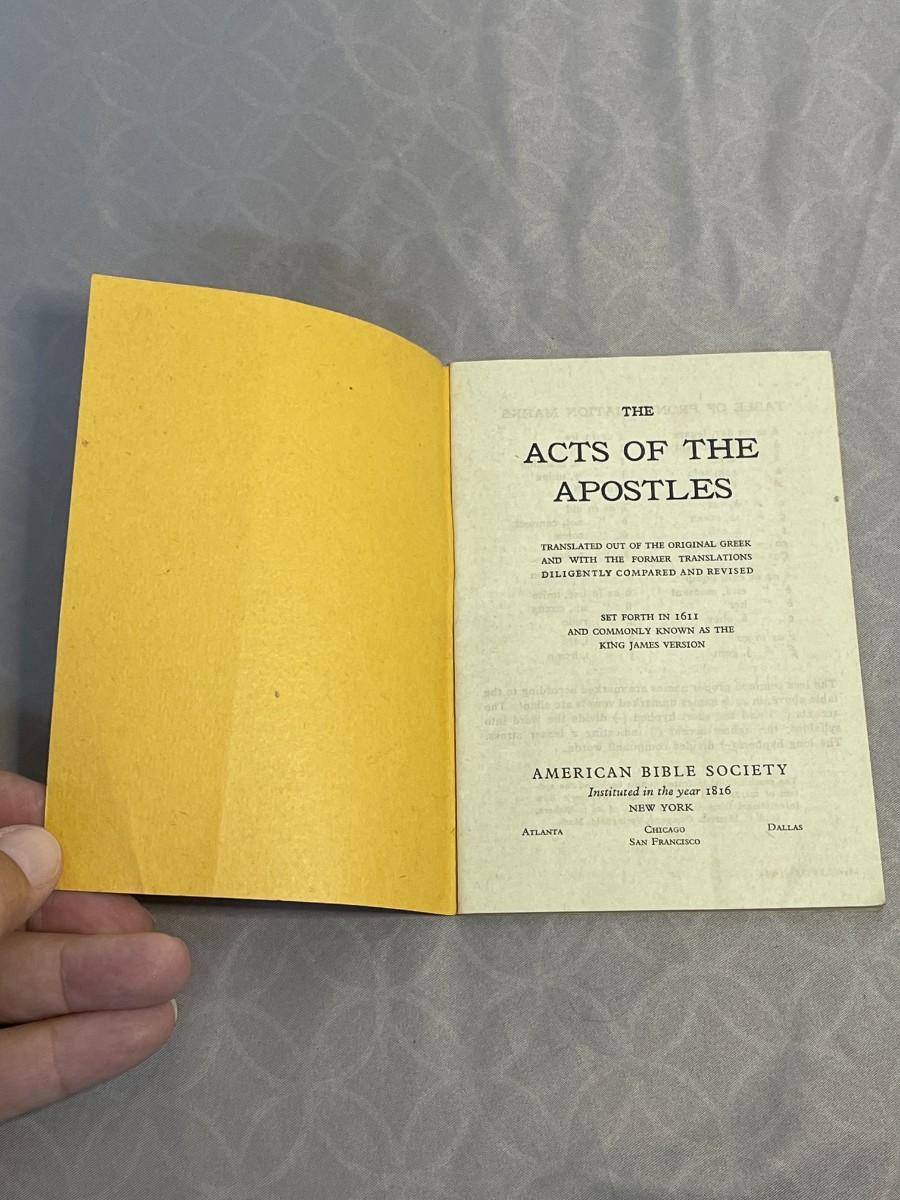 THE
ACTS OF THE
APOSTLES
TRANSLATED OUT OF THE ORIGINAL GREEK
AND WITH THE FORMER TRANSLATIONS
DILIGENTLY COMPARED AND REVISED
SET FORTH IN 1611
AND COMMONLY KNOWN AS THE
KING JAMES VERSION
AMERICAN BIBLE SOCIETY
Instituted in the year 1816
NEW YORK
ATLANTA CHICAGO DALLAS
SAN FRANCISCO